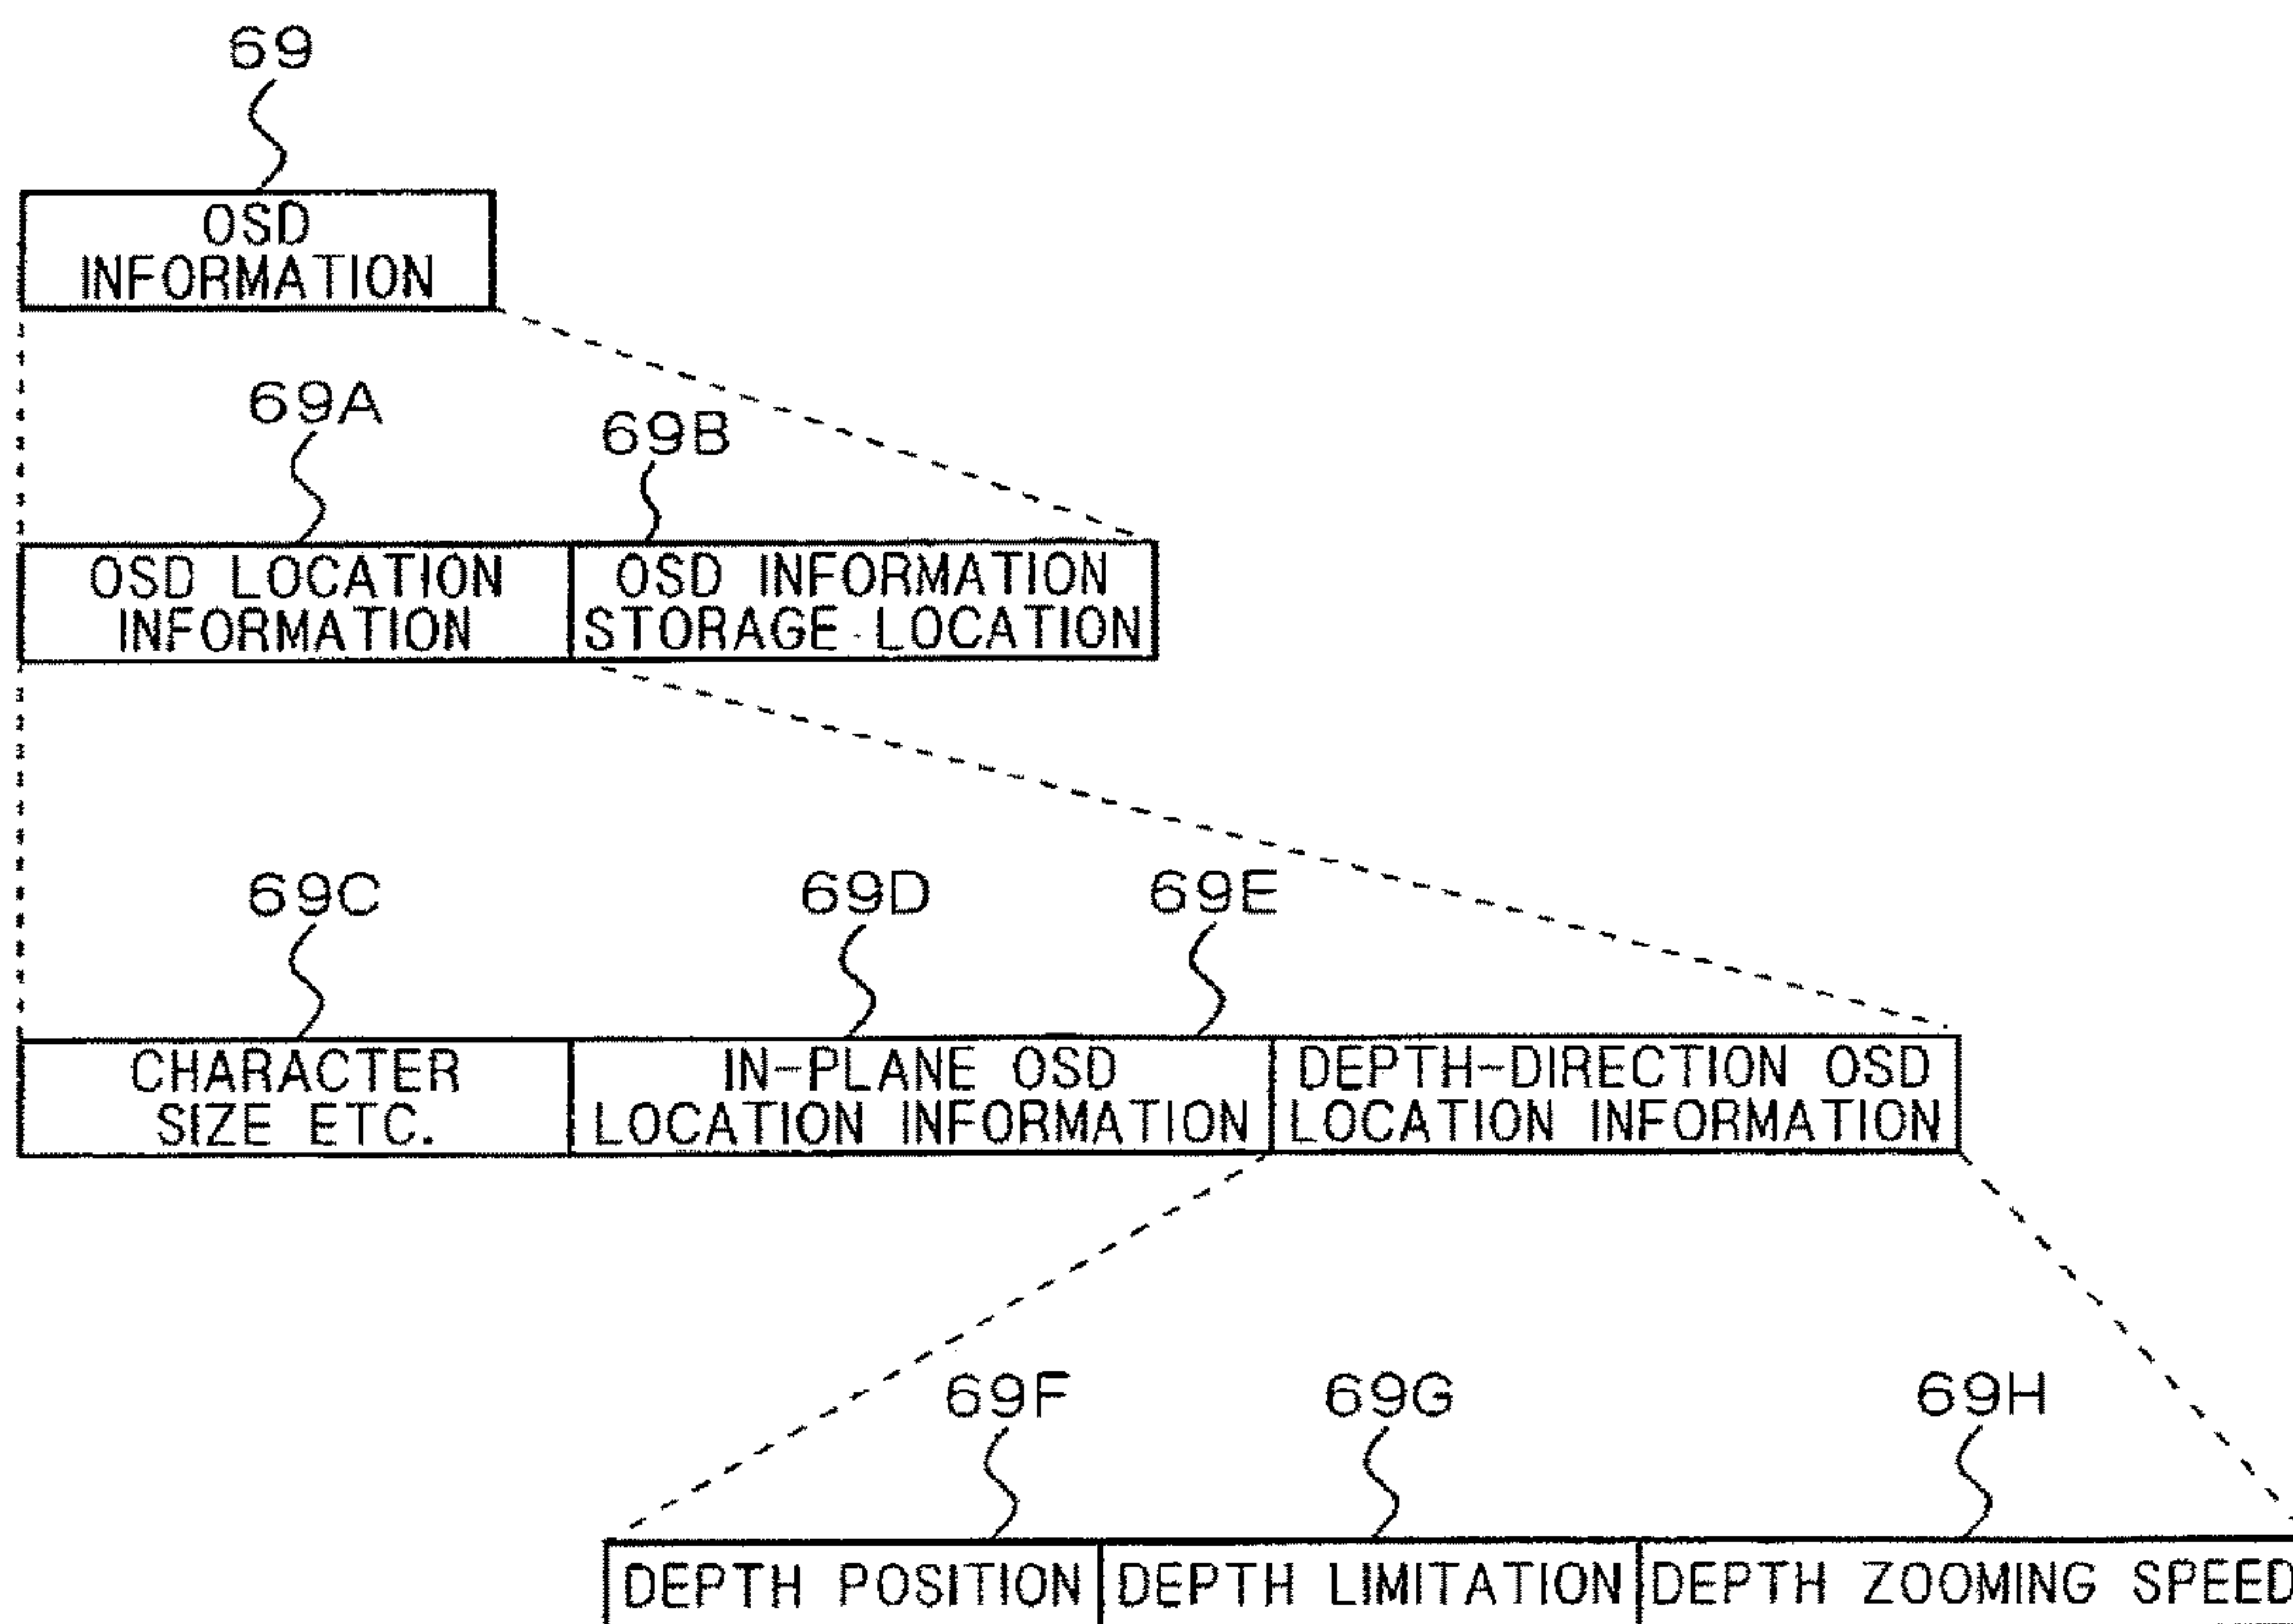 69
OSD
INFORMATION
69A
69B
OSD LOCATION
INFORMATION
OSD INFORMATION
STORAGE LOCATION
69C
69D
69E
CHARACTER
SIZE ETC.
IN-PLANE OSD
LOCATION INFORMATION
DEPTH-DIRECTION OSD
LOCATION INFORMATION
69F
69G
69H
DEPTH POSITION
DEPTH LIMITATION
DEPTH ZOOMING SPEED